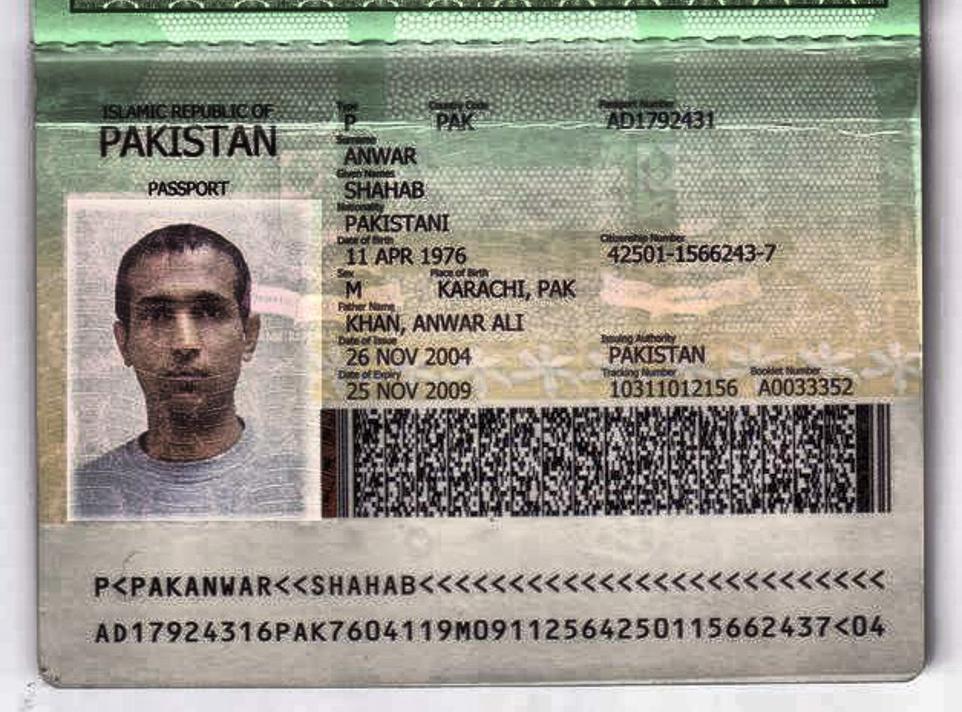 ISLAMIC REPUBLIC OF
PAKISTAN
PASSPORT
Type Country Code Passport Number
P PAK AD1792431
Surname
ANWAR
Given Names
SHAHAB
Nationality
PAKISTANI
Date of Birth Citizenship Number
11 APR 1976 42501-1566243-7
Sex Place of Birth
M KARACHI, PAK
Father Name
KHAN, ANWAR ALI
Date of Issue Issuing Authority
26 NOV 2004 PAKISTAN
Date of Expiry Tracking Number Booklet Number
25 NOV 2009 10311012156 A0033352
P<PAKANWAR<<SHAHAB<<<<<<<<<<<<<<<<<<<<<<<<<<
AD17924316PAK7604119M09112564250115662437<04